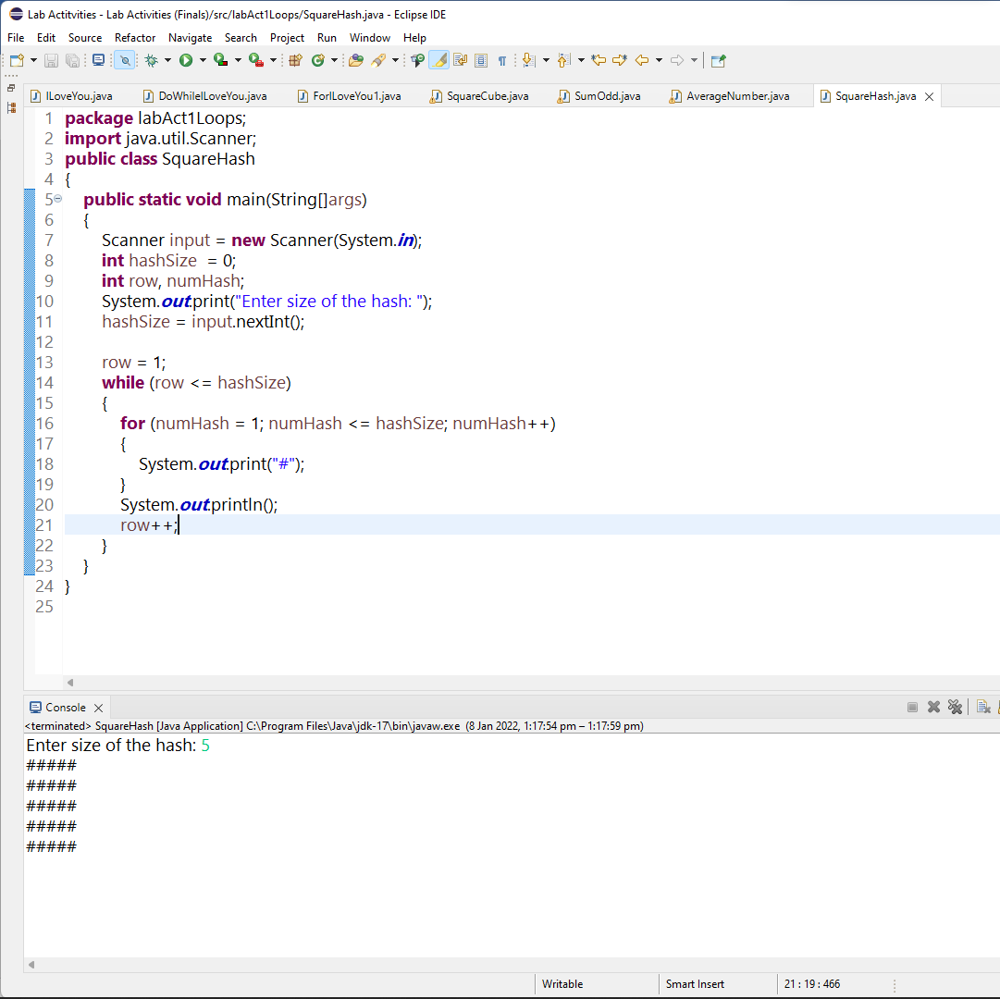 Lab Actitvities - Lab Activities (Finals)/src/labAct1Loops/SquareHash.java - Eclipse IDE
File Edit Source Refactor Navigate Search Project Run Window Help
ILoveYou.java DoWhileILoveYou.java ForILoveYou1.java SquareCube.java SumOdd.java AverageNumber.java SquareHash.java
1 package labAct1Loops;
2 import java.util.Scanner;
3 public class SquareHash
4 {
5 public static void main(String[]args)
6 {
7 Scanner input = new Scanner(System.in);
8 int hashSize  = 0;
9 int row, numHash;
10 System.out.print("Enter size of the hash: ");
11 hashSize = input.nextInt();
12
13 row = 1;
14 while (row <= hashSize)
15 {
16 for (numHash = 1; numHash <= hashSize; numHash++)
17 {
18 System.out.print("#");
19 }
20 System.out.println();
21 row++;
22 }
23 }
24 }
25
Console
<terminated> SquareHash [Java Application] C:\Program Files\Java\jdk-17\bin\javaw.exe (8 Jan 2022, 1:17:54 pm – 1:17:59 pm)
Enter size of the hash: 5
#####
#####
#####
#####
#####
Writable Smart Insert 21 : 19 : 466